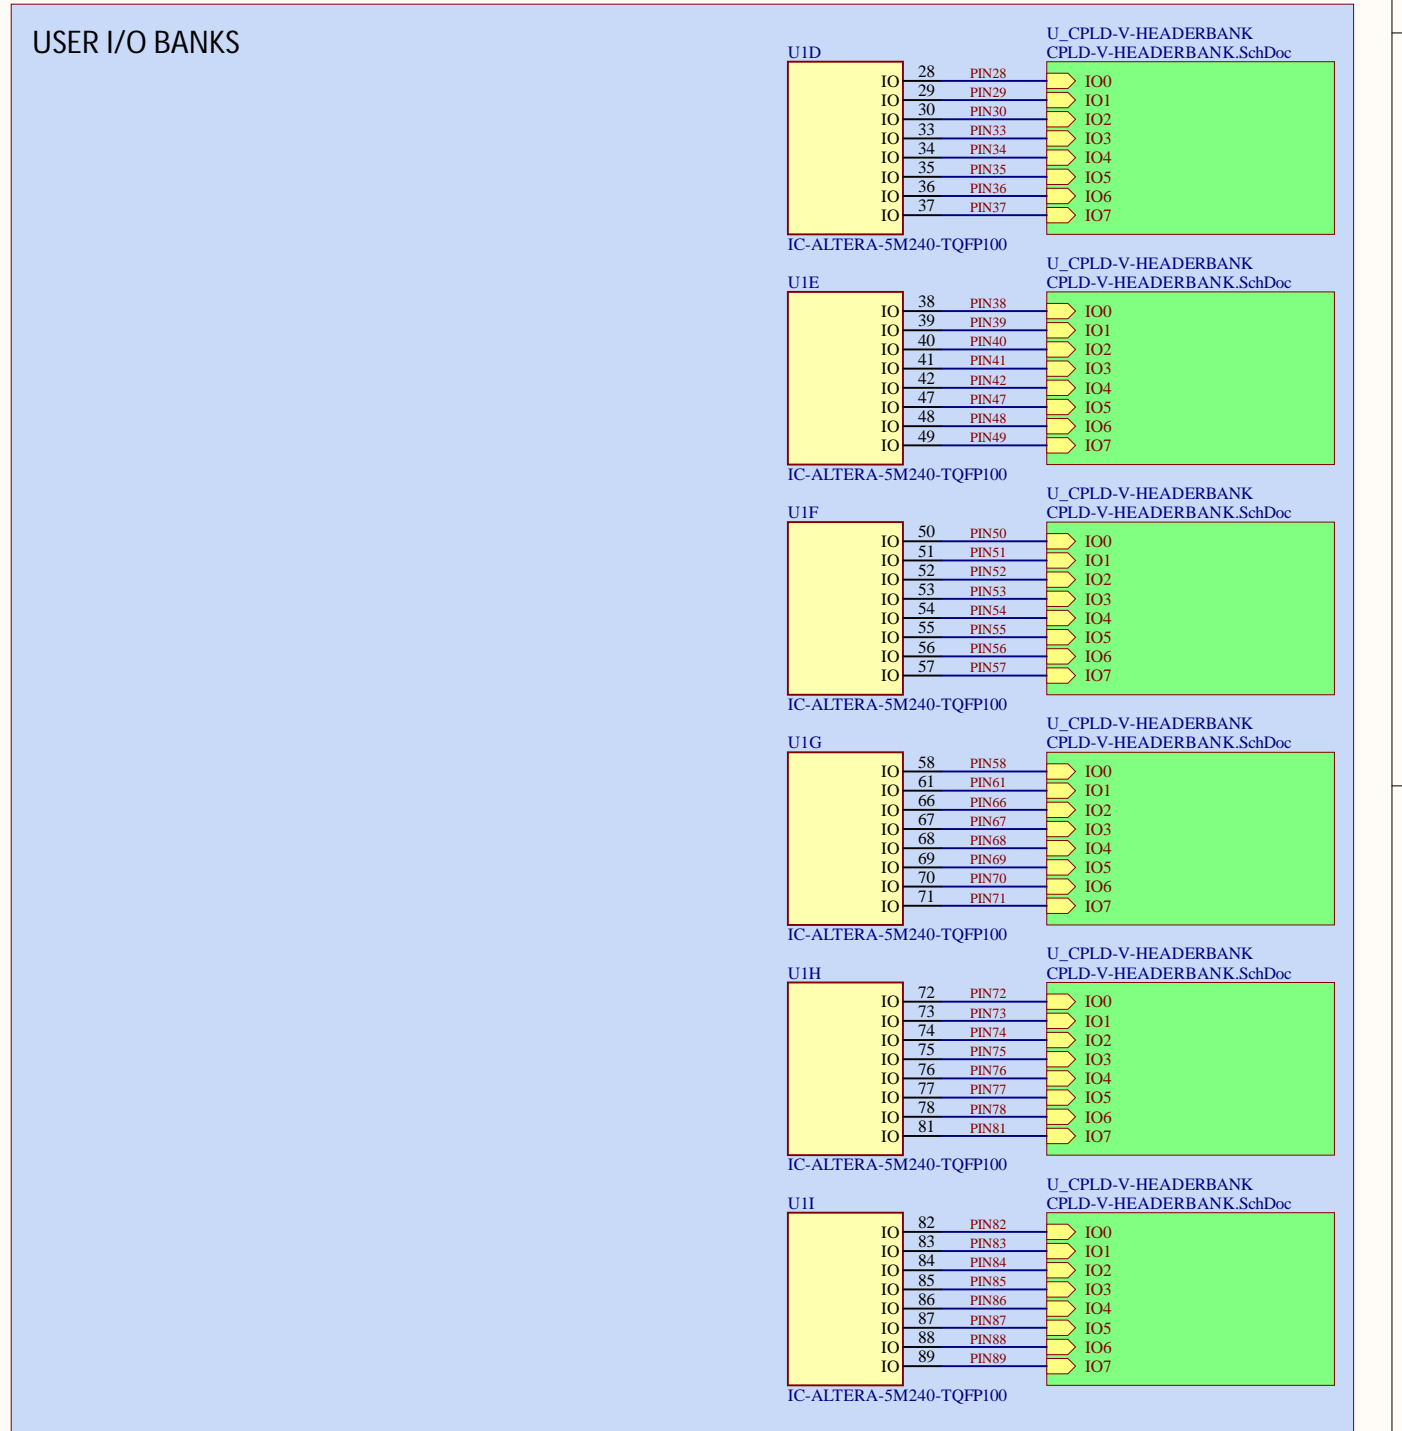 USER I/O BANKS
U_CPLD-V-HEADERBANK
U1D CPLD-V-HEADERBANK.SchDoc
IO 28 PIN28 IO0
IO 29 PIN29 IO1
IO 30 PIN30 IO2
IO 33 PIN33 IO3
IO 34 PIN34 IO4
IO 35 PIN35 IO5
IO 36 PIN36 IO6
IO 37 PIN37 IO7
IC-ALTERA-5M240-TQFP100
U_CPLD-V-HEADERBANK
U1E CPLD-V-HEADERBANK.SchDoc
IO 38 PIN38 IO0
IO 39 PIN39 IO1
IO 40 PIN40 IO2
IO 41 PIN41 IO3
IO 42 PIN42 IO4
IO 47 PIN47 IO5
IO 48 PIN48 IO6
IO 49 PIN49 IO7
IC-ALTERA-5M240-TQFP100
U_CPLD-V-HEADERBANK
U1F CPLD-V-HEADERBANK.SchDoc
IO 50 PIN50 IO0
IO 51 PIN51 IO1
IO 52 PIN52 IO2
IO 53 PIN53 IO3
IO 54 PIN54 IO4
IO 55 PIN55 IO5
IO 56 PIN56 IO6
IO 57 PIN57 IO7
IC-ALTERA-5M240-TQFP100
U_CPLD-V-HEADERBANK
U1G CPLD-V-HEADERBANK.SchDoc
IO 58 PIN58 IO0
IO 61 PIN61 IO1
IO 66 PIN66 IO2
IO 67 PIN67 IO3
IO 68 PIN68 IO4
IO 69 PIN69 IO5
IO 70 PIN70 IO6
IO 71 PIN71 IO7
IC-ALTERA-5M240-TQFP100
U_CPLD-V-HEADERBANK
U1H CPLD-V-HEADERBANK.SchDoc
IO 72 PIN72 IO0
IO 73 PIN73 IO1
IO 74 PIN74 IO2
IO 75 PIN75 IO3
IO 76 PIN76 IO4
IO 77 PIN77 IO5
IO 78 PIN78 IO6
IO 81 PIN81 IO7
IC-ALTERA-5M240-TQFP100
U_CPLD-V-HEADERBANK
U1I CPLD-V-HEADERBANK.SchDoc
IO 82 PIN82 IO0
IO 83 PIN83 IO1
IO 84 PIN84 IO2
IO 85 PIN85 IO3
IO 86 PIN86 IO4
IO 87 PIN87 IO5
IO 88 PIN88 IO6
IO 89 PIN89 IO7
IC-ALTERA-5M240-TQFP100